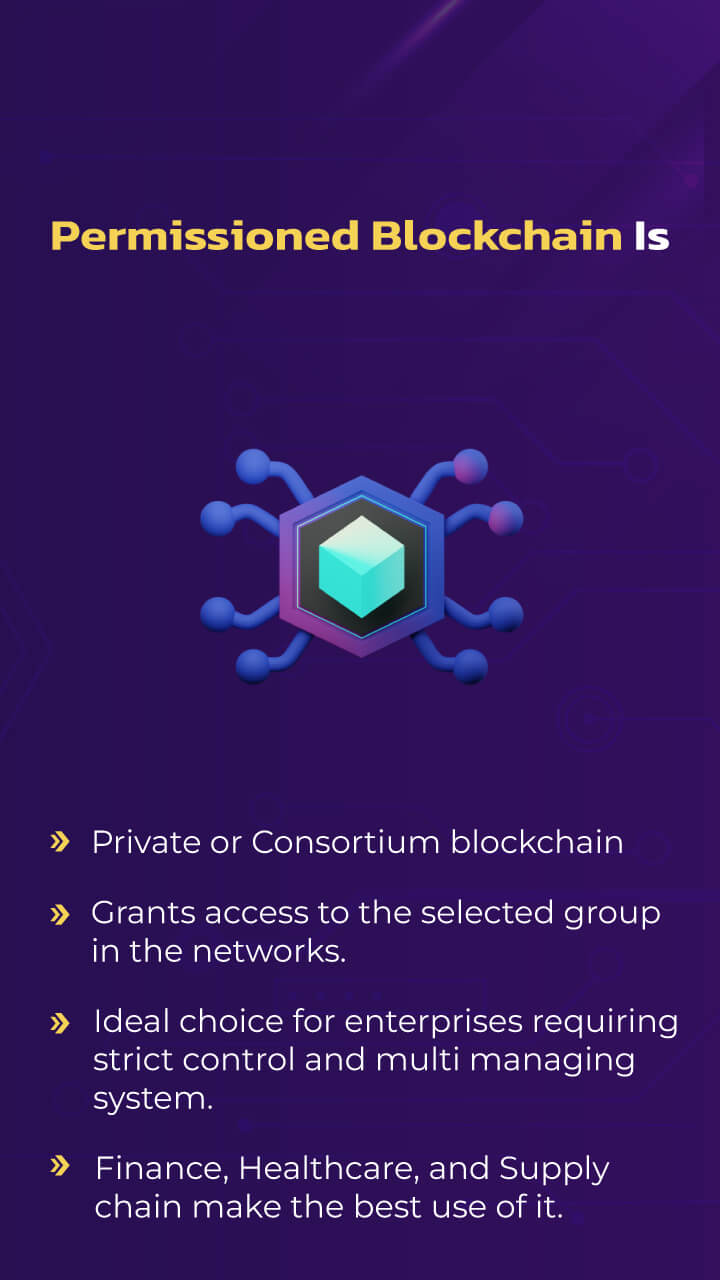 Permissioned Blockchain Is
Private or Consortium blockchain
Grants access to the selected group
in the networks.
Ideal choice for enterprises requiring
strict control and multi managing
system.
Finance, Healthcare, and Supply
chain make the best use of it.